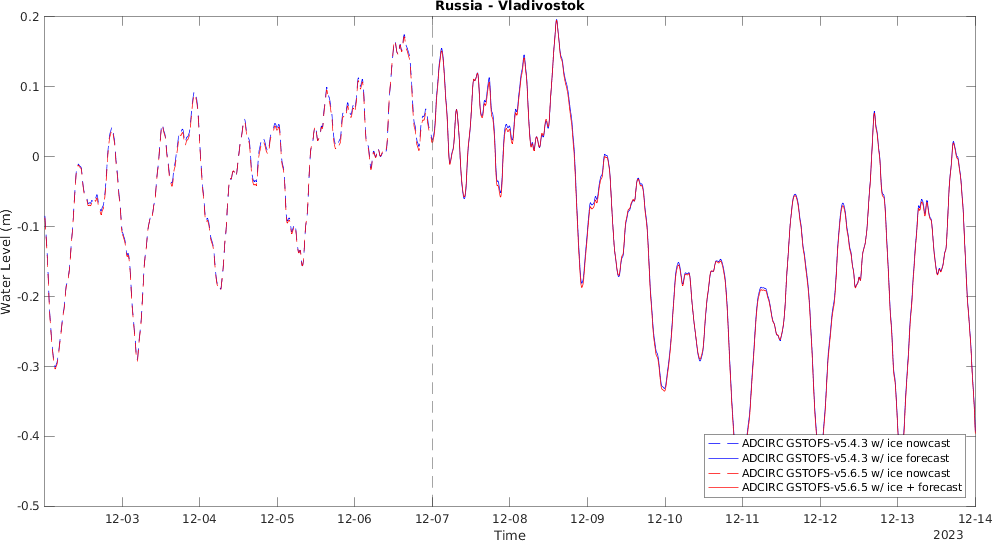 Russia - Vladivostok
Water Level (m)
0.2
0.1
0
-0.1
-0.2
-0.3
-0.4
-0.5
ADCIRC GSTOFS-v5.4.3 w/ ice nowcast
ADCIRC GSTOFS-v5.4.3 w/ ice forecast
ADCIRC GSTOFS-v5.6.5 w/ ice nowcast
ADCIRC GSTOFS-v5.6.5 w/ ice + forecast
12-03 12-04 12-05 12-06 12-07 12-08 12-09 12-10 12-11 12-12 12-13 12-14
Time
2023